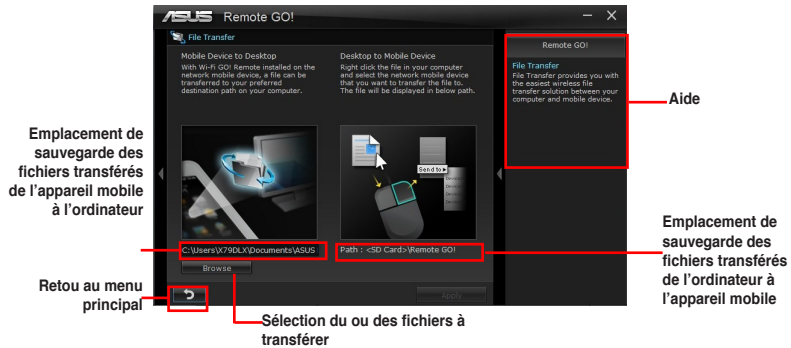 ASUS Remote GO!
File Transfer
Mobile Device to Desktop
With Wi-Fi GO! Remote installed on the
network mobile device, a file can be
transferred to your preferred
destination path on your computer.
Desktop to Mobile Device
Right click the file in your computer
and select the network mobile device
that you want to transfer the file to.
The file will be displayed in below path.
Send to
C:\Users\X79DLX\Documents\ASUS
Path : <SD Card>\Remote GO!
Browse
Apply
Remote GO!
File Transfer
File Transfer provides you with
the easiest wireless file
transfer solution between your
computer and mobile device.
Aide
Emplacement de
sauvegarde des
fichiers transférés
de l'appareil mobile
à l'ordinateur
Emplacement de
sauvegarde des
fichiers transférés
de l'ordinateur à
l'appareil mobile
Retou au menu
principal
Sélection du ou des fichiers à
transférer